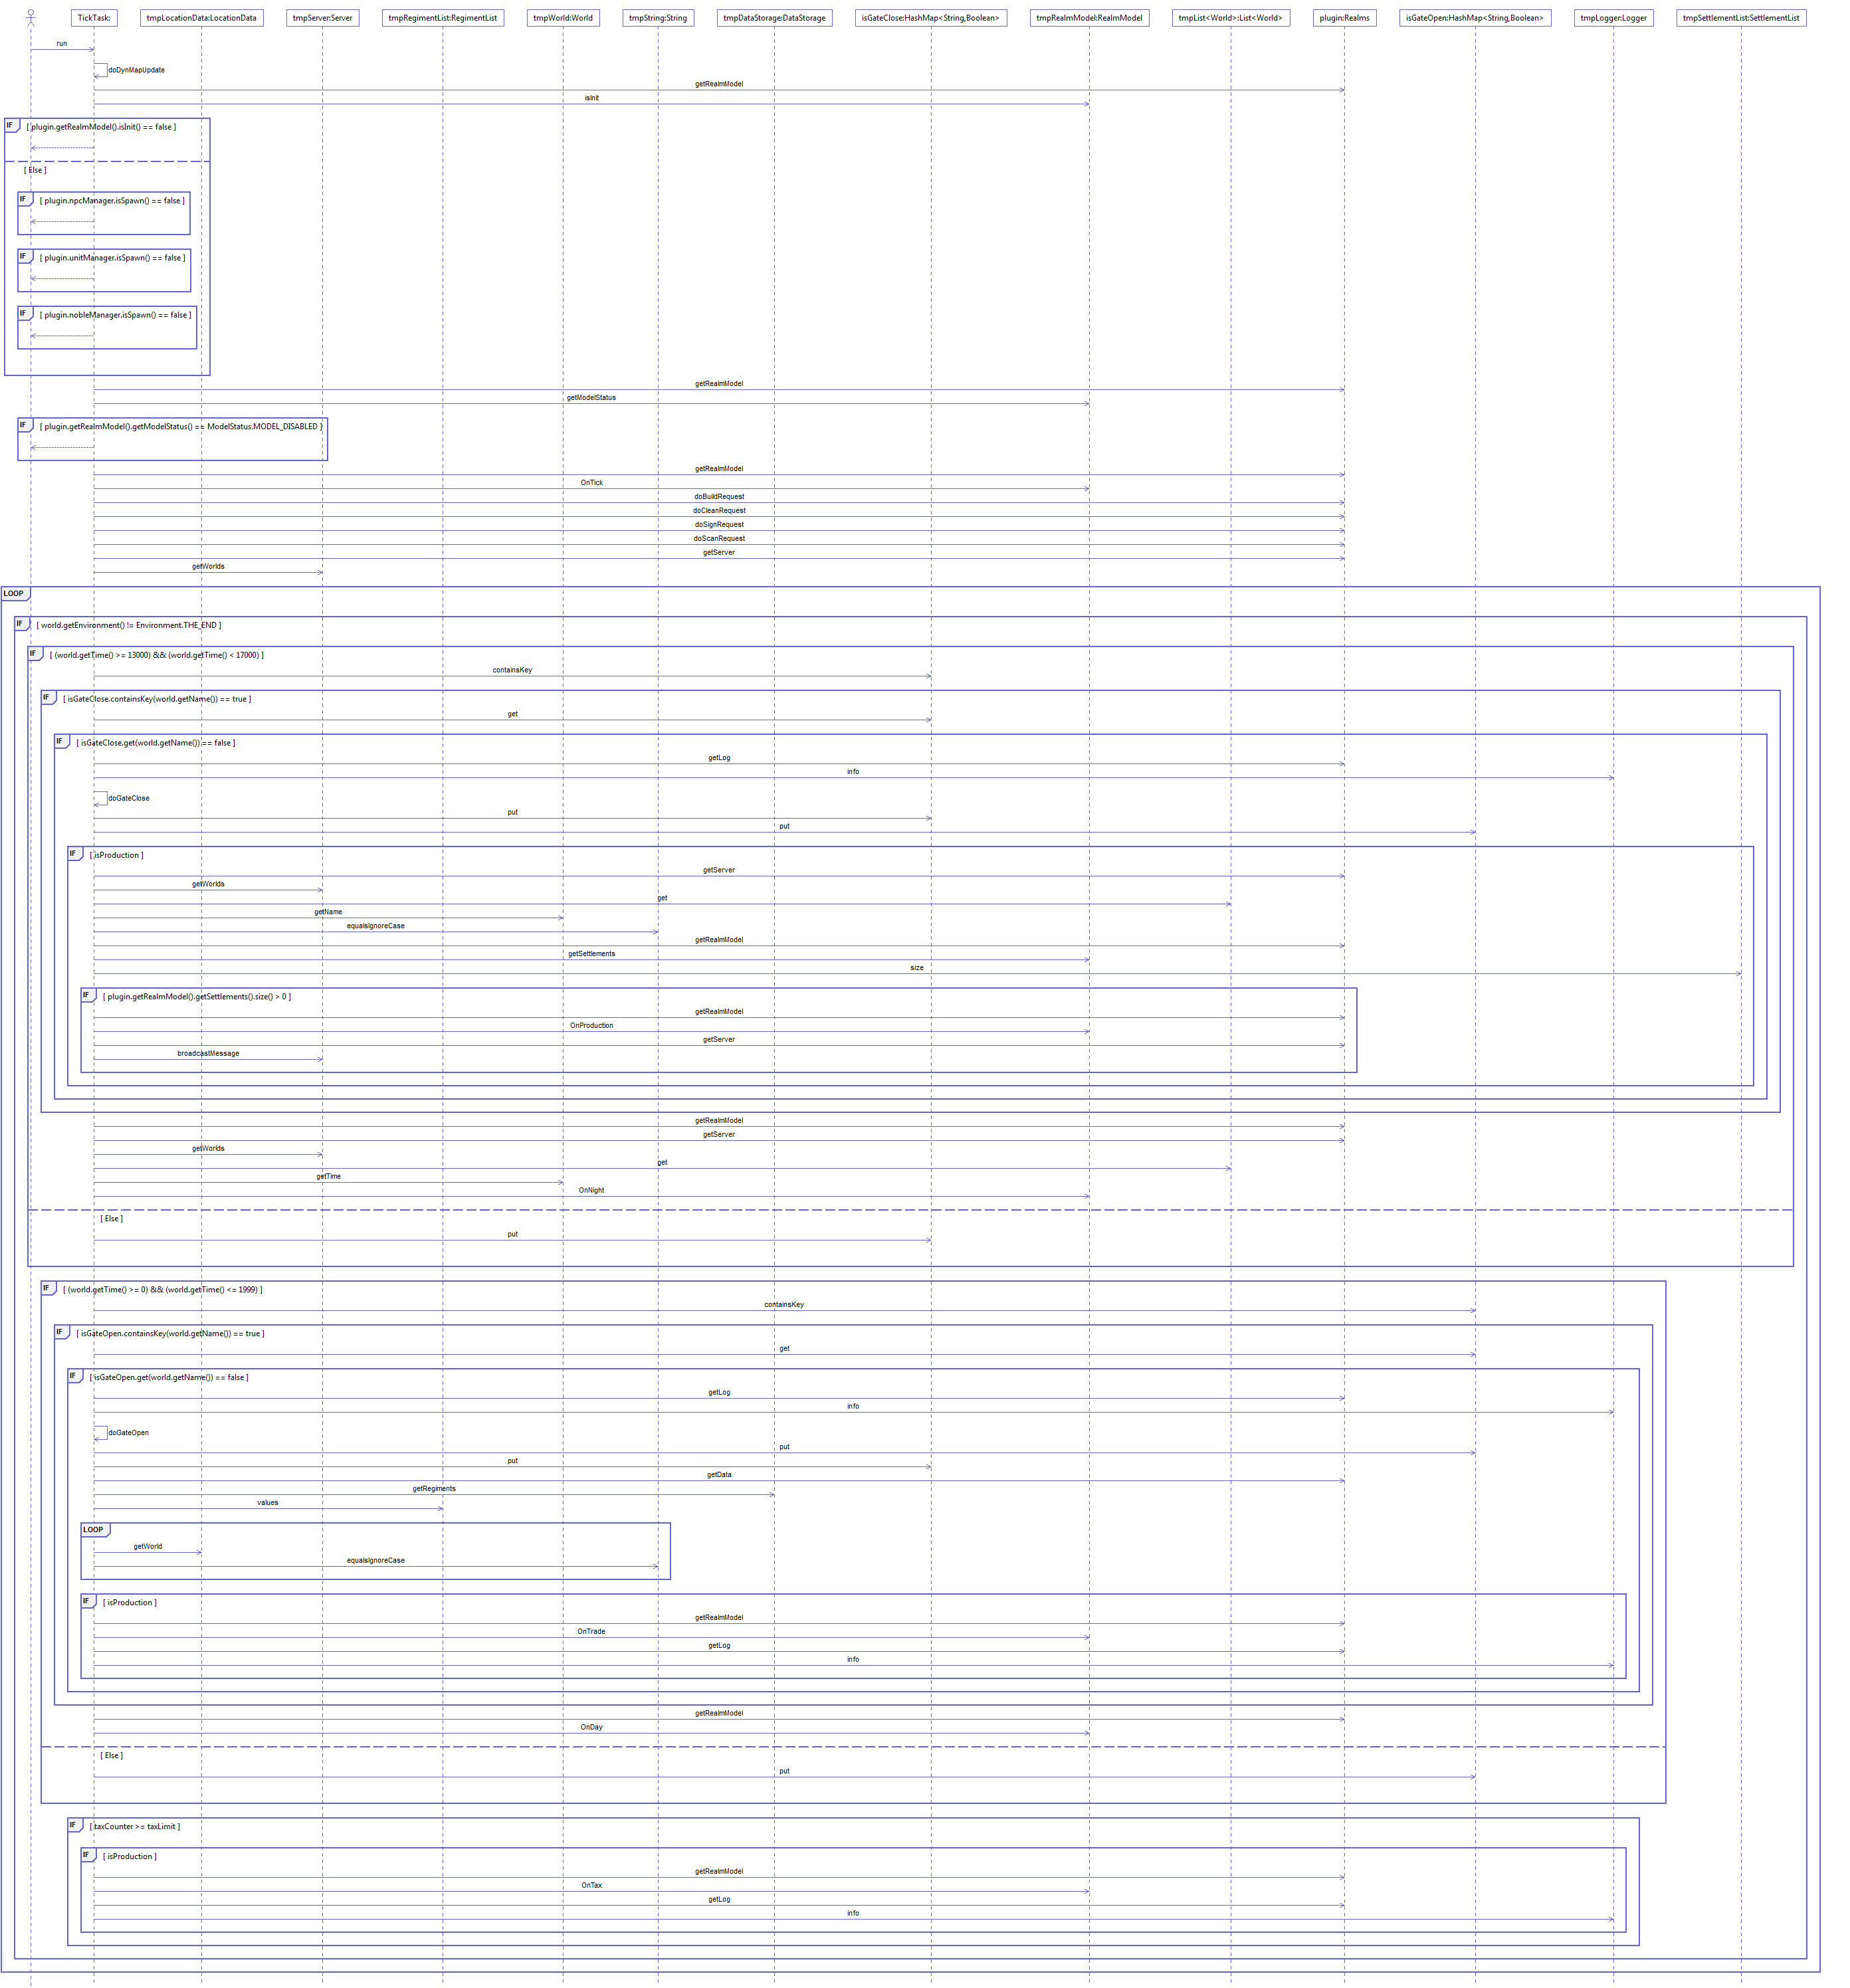 TickTask: tmpLocationData:LocationData tmpServer:Server tmpRegimentList:RegimentList tmpWorld:World tmpString:String tmpDataStorage:DataStorage isGateClose:HashMap<String,Boolean> tmpRealmModel:RealmModel tmpList<World>:List<World> plugin:Realms isGateOpen:HashMap<String,Boolean> tmpLogger:Logger tmpSettlementList:SettlementList
run
doDynMapUpdate
getRealmModel
isInit
IF [ plugin.getRealmModel().isInit() == false ]
[ Else ]
IF [ plugin.npcManager.isSpawn() == false ]
IF [ plugin.unitManager.isSpawn() == false ]
IF [ plugin.nobleManager.isSpawn() == false ]
getRealmModel
getModelStatus
IF [ plugin.getRealmModel().getModelStatus() == ModelStatus.MODEL_DISABLED ]
getRealmModel
OnTick
doBuildRequest
doCleanRequest
doSignRequest
doScanRequest
getServer
getWorlds
LOOP
IF [ world.getEnvironment() != Environment.THE_END ]
IF [ (world.getTime() >= 13000) && (world.getTime() < 17000) ]
containsKey
IF [ isGateClose.containsKey(world.getName()) == true ]
get
IF [ isGateClose.get(world.getName()) == false ]
getLog
info
doGateClose
put
put
IF [ isProduction ]
getServer
getWorlds
get
getName
equalsIgnoreCase
getRealmModel
getSettlements
size
IF [ plugin.getRealmModel().getSettlements().size() > 0 ]
getRealmModel
OnProduction
getServer
broadcastMessage
getRealmModel
getServer
getWorlds
get
getTime
OnNight
[ Else ]
put
IF [ (world.getTime() >= 0) && (world.getTime() <= 1999) ]
containsKey
IF [ isGateOpen.containsKey(world.getName()) == true ]
get
IF [ isGateOpen.get(world.getName()) == false ]
getLog
info
doGateOpen
put
put
getData
getRegiments
values
LOOP
getWorld
equalsIgnoreCase
IF [ isProduction ]
getRealmModel
OnTrade
getLog
info
getRealmModel
OnDay
[ Else ]
put
IF [ taxCounter >= taxLimit ]
IF [ isProduction ]
getRealmModel
OnTax
getLog
info